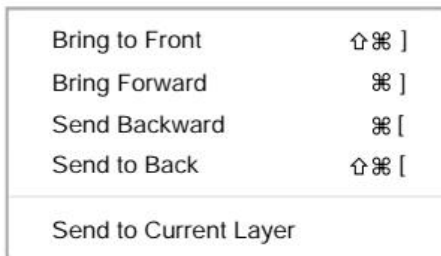 Bring to Front ⇧⌘ ]
Bring Forward ⌘ ]
Send Backward ⌘ [
Send to Back ⇧⌘ [
Send to Current Layer